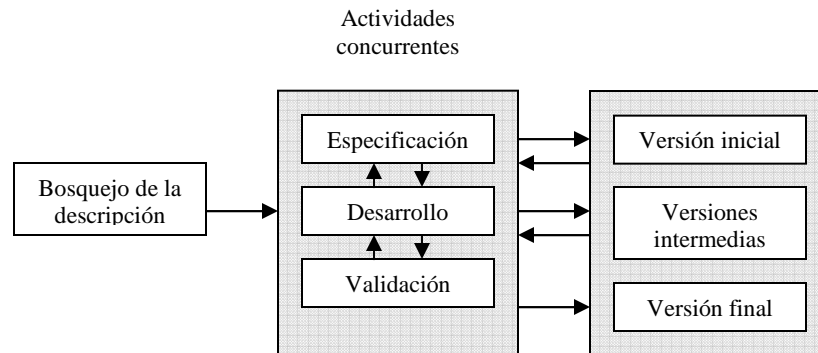 Actividades
concurrentes
Bosquejo de la
descripción
Especificación
Desarrollo
Validación
Versión inicial
Versiones
intermedias
Versión final